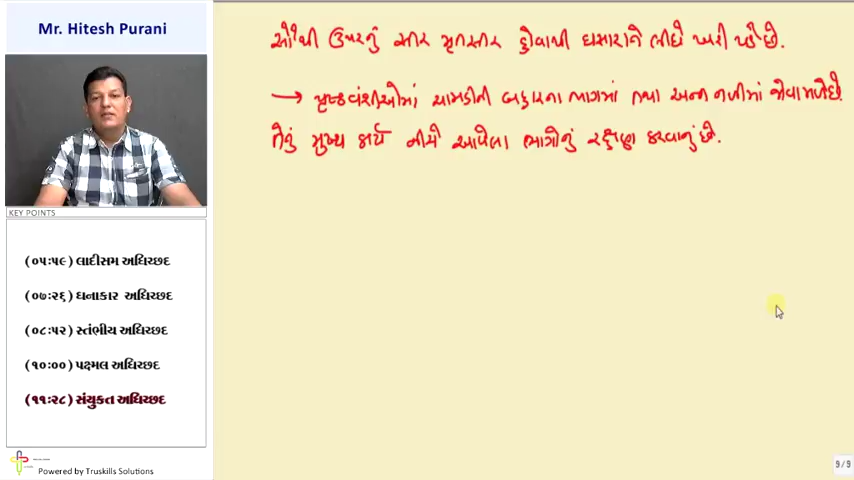 Mr. Hitesh Purani
સૌથી ઉપરનું સ્તર મૃતસ્તર હોવાથી ઘસારાને લીધે ખરી પડે છે.
→ પૃષ્ઠવંશીઓમાં ચામડીની બહારના ભાગમાં તથા અન્નનળીમાં જોવા મળે છે
તેનું મુખ્ય કાર્ય નીચે આવેલા ભાગોનું રક્ષણ કરવાનું છે.
KEY POINTS
(૦૫:૫૯) લાદીસમ અધિચ્છદ
(૦૭:૨૬) ઘનાકાર અધિચ્છદ
(૦૮:૫૨) સ્તંભીય અધિચ્છદ
(૧૦:૦૦) પક્ષ્મલ અધિચ્છદ
(૧૧:૨૮) સંયુકત અધિચ્છદ
Powered by Truskills Solutions
9/9